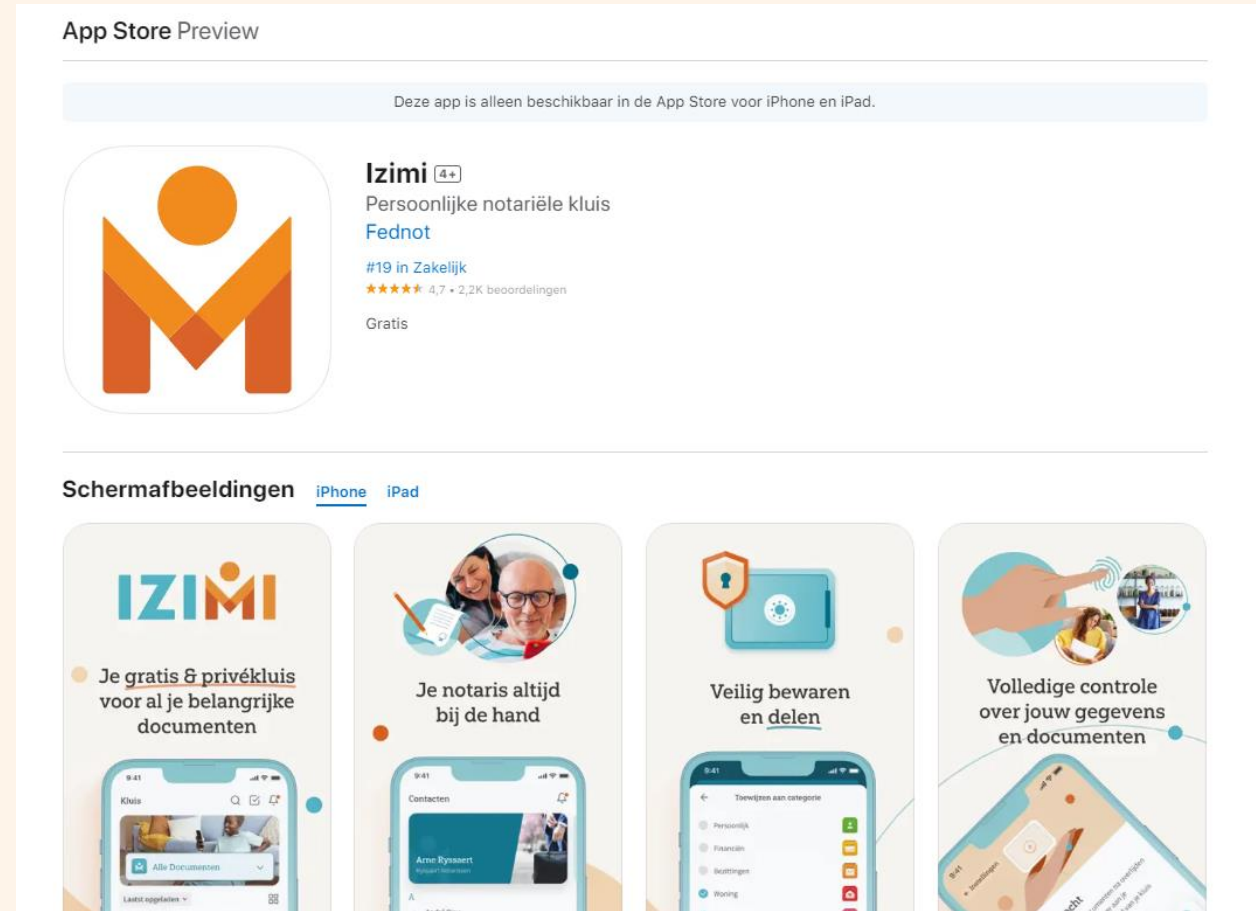 App Store Preview
Deze app is alleen beschikbaar in de App Store voor iPhone en iPad.
Izimi 4+
Persoonlijke notariële kluis
Fednot
#19 in Zakelijk
★★★★★ 4,7 • 2,2K beoordelingen
Gratis
Schermafbeeldingen iPhone iPad
IZIMI
Je gratis & privékluis
voor al je belangrijke
documenten
9:41
Kluis
Alle Documenten
Laatst opgeladen
Je notaris altijd
bij de hand
9:41
Contacten
Arne Ryssaert
A
Veilig bewaren
en delen
9:41
Toewijzen aan categorie
Persoonlijk
Financiën
Bezittingen
Woning
Volledige controle
over jouw gegevens
en documenten
9:41
Instellingen